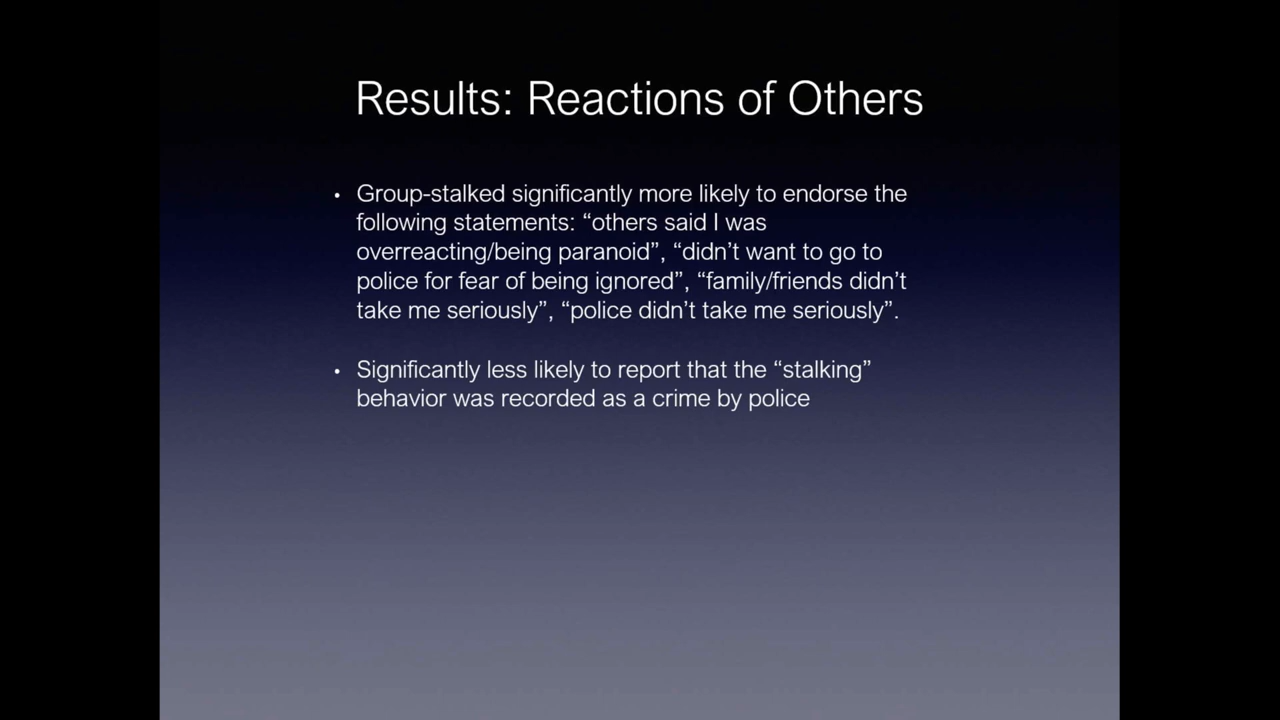 Results: Reactions of Others
• Group-stalked significantly more likely to endorse the
following statements: “others said I was
overreacting/being paranoid”, “didn’t want to go to
police for fear of being ignored”, “family/friends didn’t
take me seriously”, “police didn’t take me seriously”.
• Significantly less likely to report that the “stalking”
behavior was recorded as a crime by police